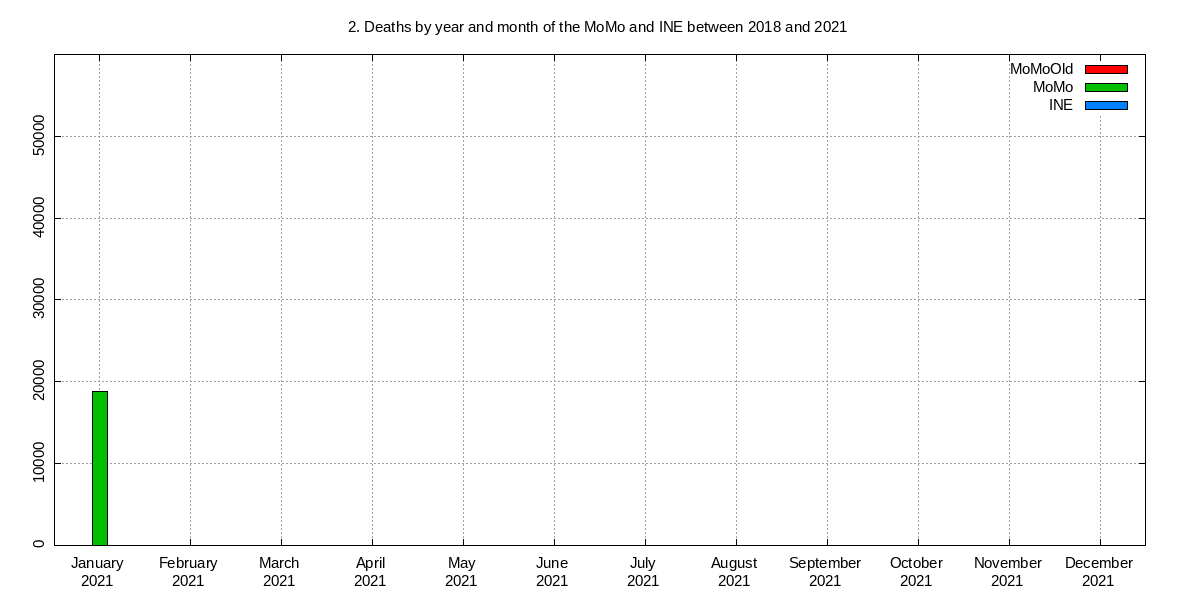 2. Deaths by year and month of the MoMo and INE between 2018 and 2021
MoMoOld
MoMo
INE
50000
40000
30000
20000
10000
0
January February March April May June July August September October November December
2021 2021 2021 2021 2021 2021 2021 2021 2021 2021 2021 2021